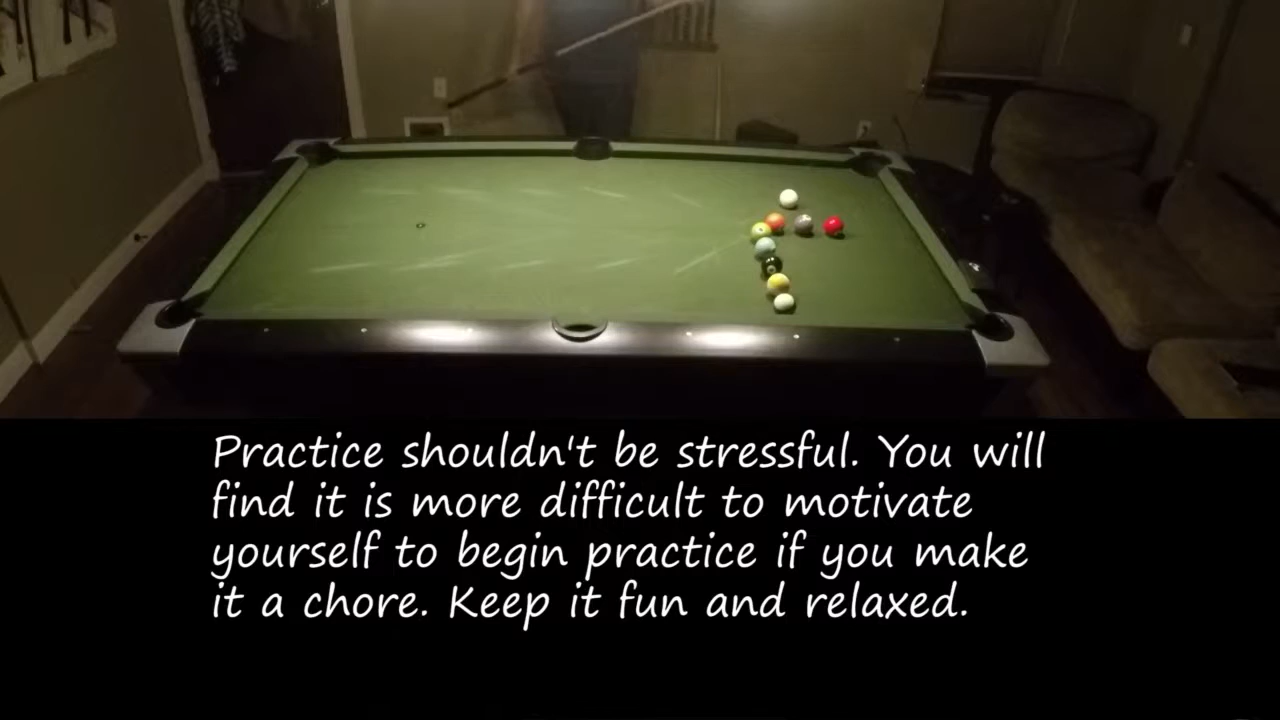 Practice shouldn't be stressful. You will
find it is more difficult to motivate
yourself to begin practice if you make
it a chore. Keep it fun and relaxed.